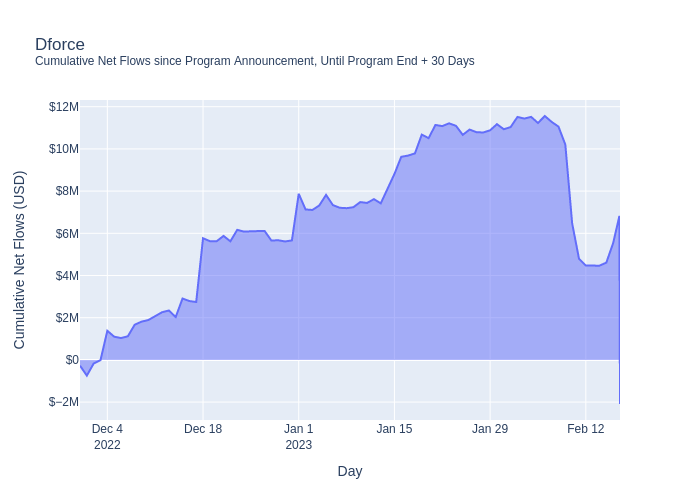 Dforce
Cumulative Net Flows since Program Announcement, Until Program End + 30 Days
Cumulative Net Flows (USD)
$12M
$10M
$8M
$6M
$4M
$2M
$0
$−2M
Dec 4
2022
Dec 18
Jan 1
2023
Jan 15
Jan 29
Feb 12
Day